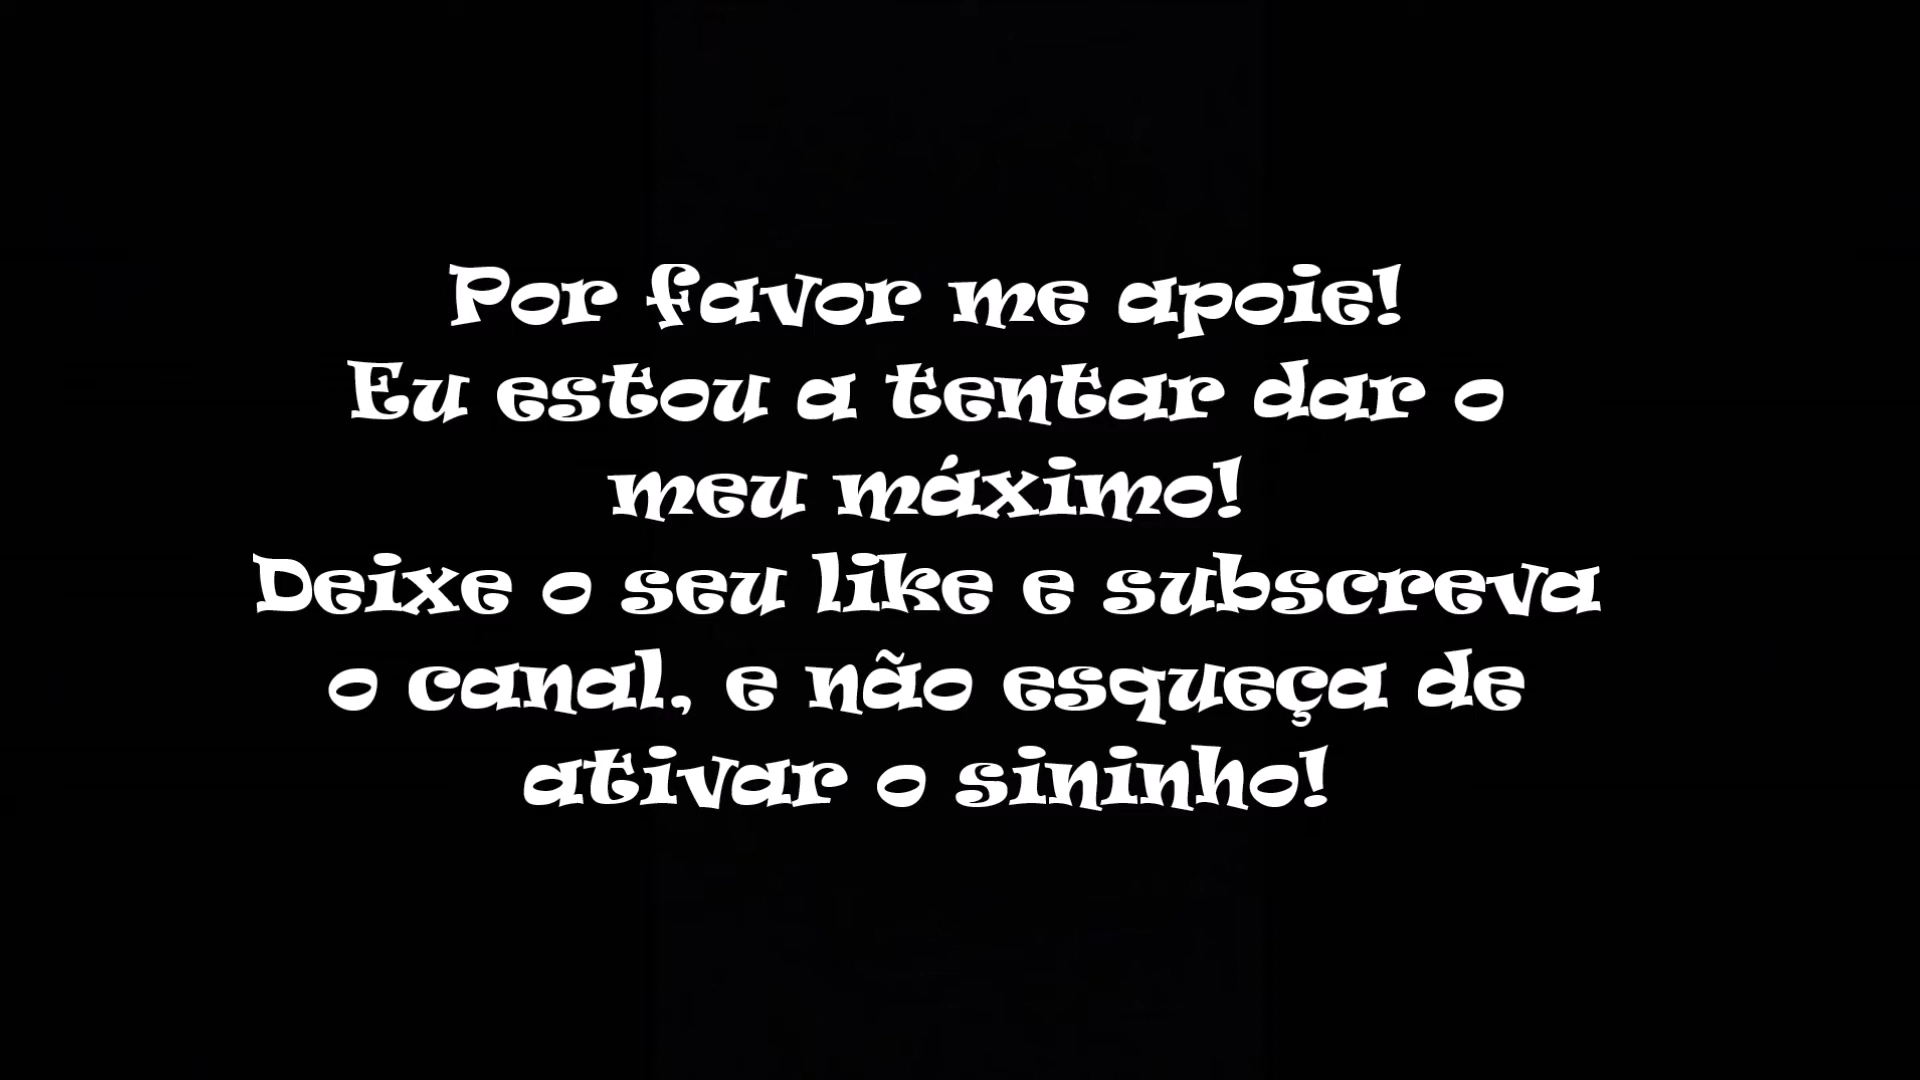 Por favor me apoie!
Eu estou a tentar dar o
meu máximo!
Deixe o seu like e subscreva
o canal, e não esqueça de
ativar o sininho!